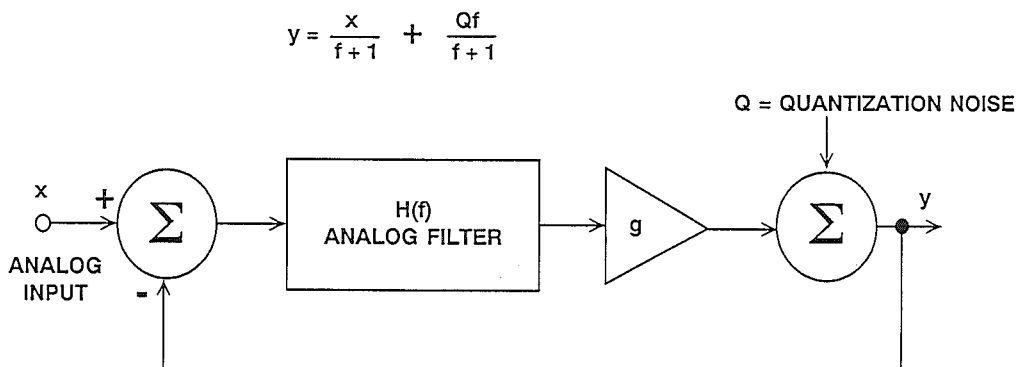 y = x / f + 1 + Qf / f + 1
Q = QUANTIZATION NOISE
x
+
Σ
H(f)
ANALOG FILTER
g
Σ
y
ANALOG
INPUT
-